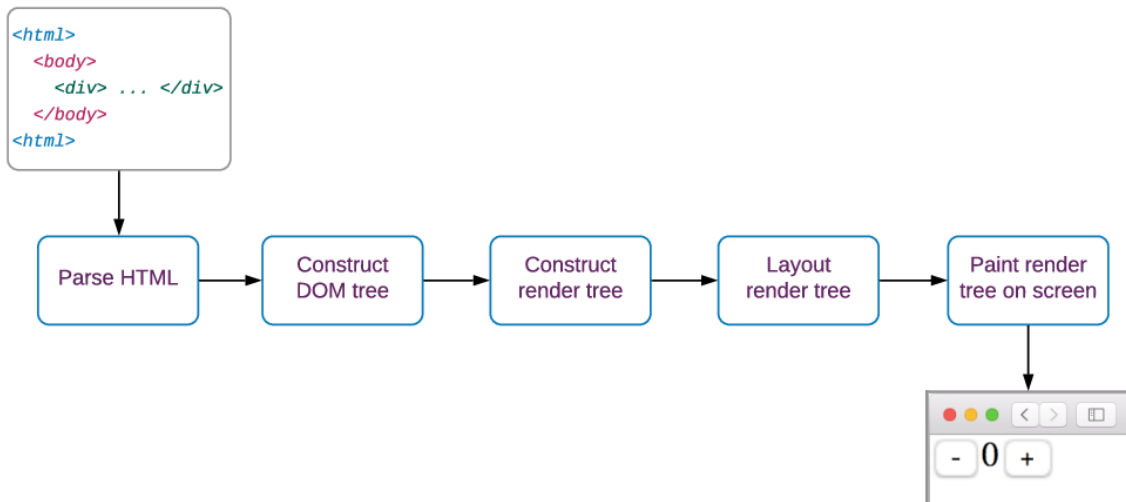 <html>
<body>
<div> ... </div>
</body>
<html>
Parse HTML
Construct
DOM tree
Construct
render tree
Layout
render tree
Paint render
tree on screen
- 0 +